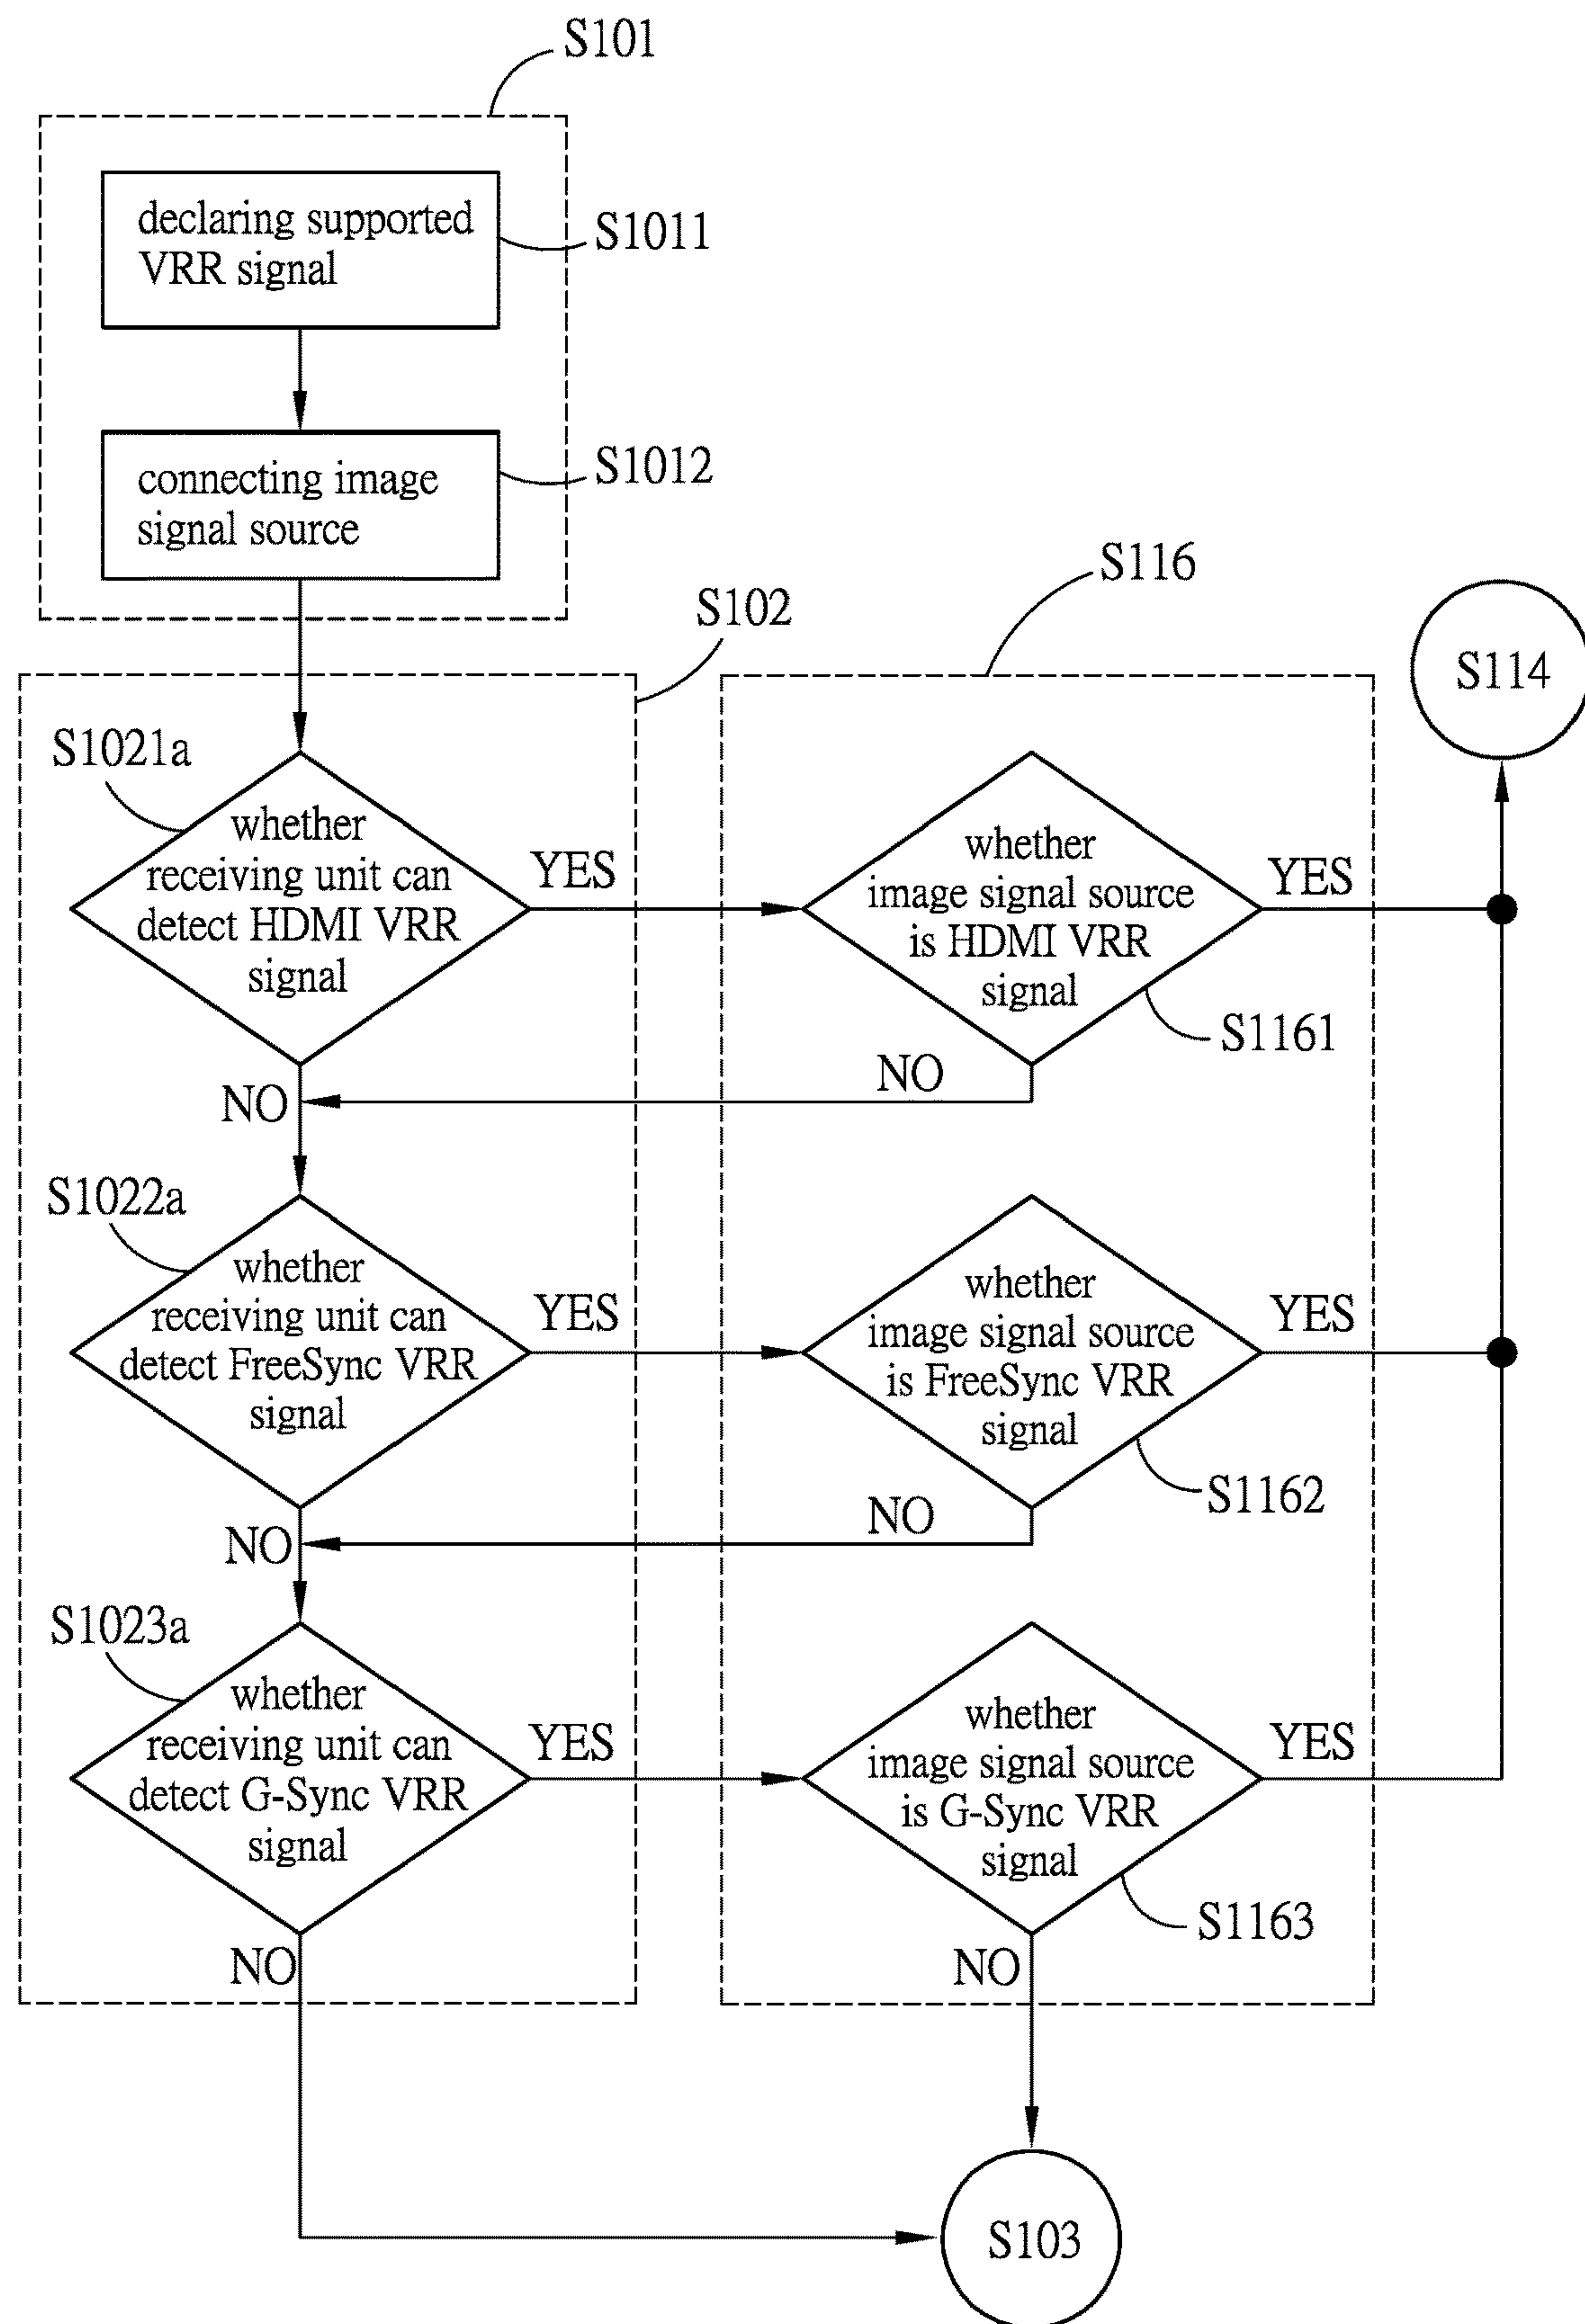 S101
declaring supported
VRR signal
S1011
connecting image
signal source
S1012
S102
S116
S114
S1021a
whether
receiving unit can
detect HDMI VRR
signal
YES
NO
whether
image signal source
is HDMI VRR
signal
YES
S1161
NO
S1022a
whether
receiving unit can
detect FreeSync VRR
signal
YES
NO
whether
image signal source
is FreeSync VRR
signal
YES
S1162
NO
S1023a
whether
receiving unit can
detect G-Sync VRR
signal
YES
NO
whether
image signal source
is G-Sync VRR
signal
YES
S1163
NO
S103